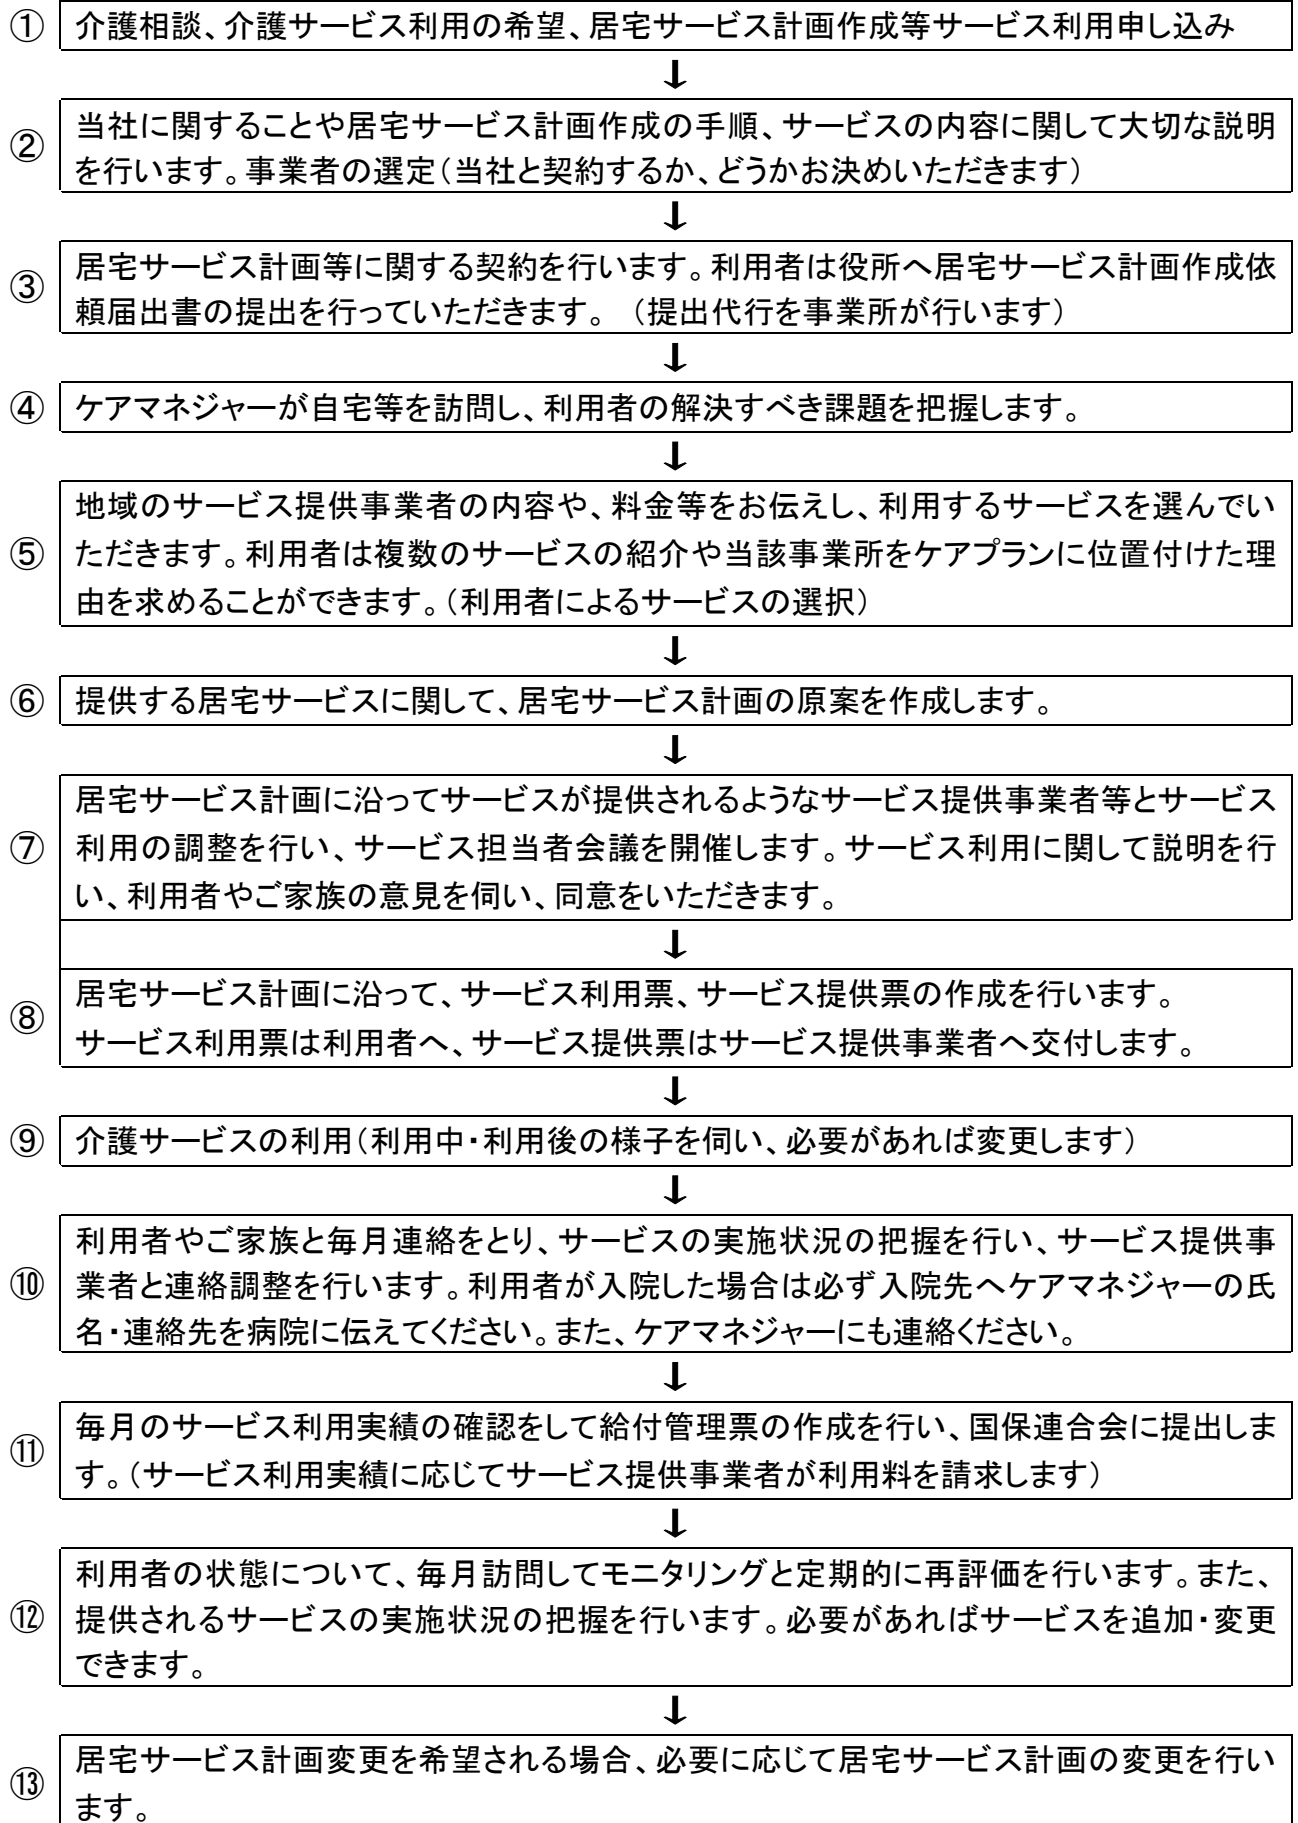 ① 介護相談、介護サービス利用の希望、居宅サービス計画作成等サービス利用申し込み
↓
② 当社に関することや居宅サービス計画作成の手順、サービスの内容に関して大切な説明
を行います。事業者の選定（当社と契約するか、どうかお決めいただきます）
↓
③ 居宅サービス計画等に関する契約を行います。利用者は役所へ居宅サービス計画作成依
頼届出書の提出を行っていただきます。　（提出代行を事業所が行います）
↓
④ ケアマネジャーが自宅等を訪問し、利用者の解決すべき課題を把握します。
↓
⑤ 地域のサービス提供事業者の内容や、料金等をお伝えし、利用するサービスを選んでい
ただきます。利用者は複数のサービスの紹介や当該事業所をケアプランに位置付けた理
由を求めることができます。（利用者によるサービスの選択）
↓
⑥ 提供する居宅サービスに関して、居宅サービス計画の原案を作成します。
↓
⑦ 居宅サービス計画に沿ってサービスが提供されるようなサービス提供事業者等とサービス
利用の調整を行い、サービス担当者会議を開催します。サービス利用に関して説明を行
い、利用者やご家族の意見を伺い、同意をいただきます。
↓
⑧ 居宅サービス計画に沿って、サービス利用票、サービス提供票の作成を行います。
サービス利用票は利用者へ、サービス提供票はサービス提供事業者へ交付します。
↓
⑨ 介護サービスの利用（利用中・利用後の様子を伺い、必要があれば変更します）
↓
⑩ 利用者やご家族と毎月連絡をとり、サービスの実施状況の把握を行い、サービス提供事
業者と連絡調整を行います。利用者が入院した場合は必ず入院先へケアマネジャーの氏
名・連絡先を病院に伝えてください。また、ケアマネジャーにも連絡ください。
↓
⑪ 毎月のサービス利用実績の確認をして給付管理票の作成を行い、国保連合会に提出しま
す。（サービス利用実績に応じてサービス提供事業者が利用料を請求します）
↓
⑫ 利用者の状態について、毎月訪問してモニタリングと定期的に再評価を行います。また、
提供されるサービスの実施状況の把握を行います。必要があればサービスを追加・変更
できます。
↓
⑬ 居宅サービス計画変更を希望される場合、必要に応じて居宅サービス計画の変更を行い
ます。